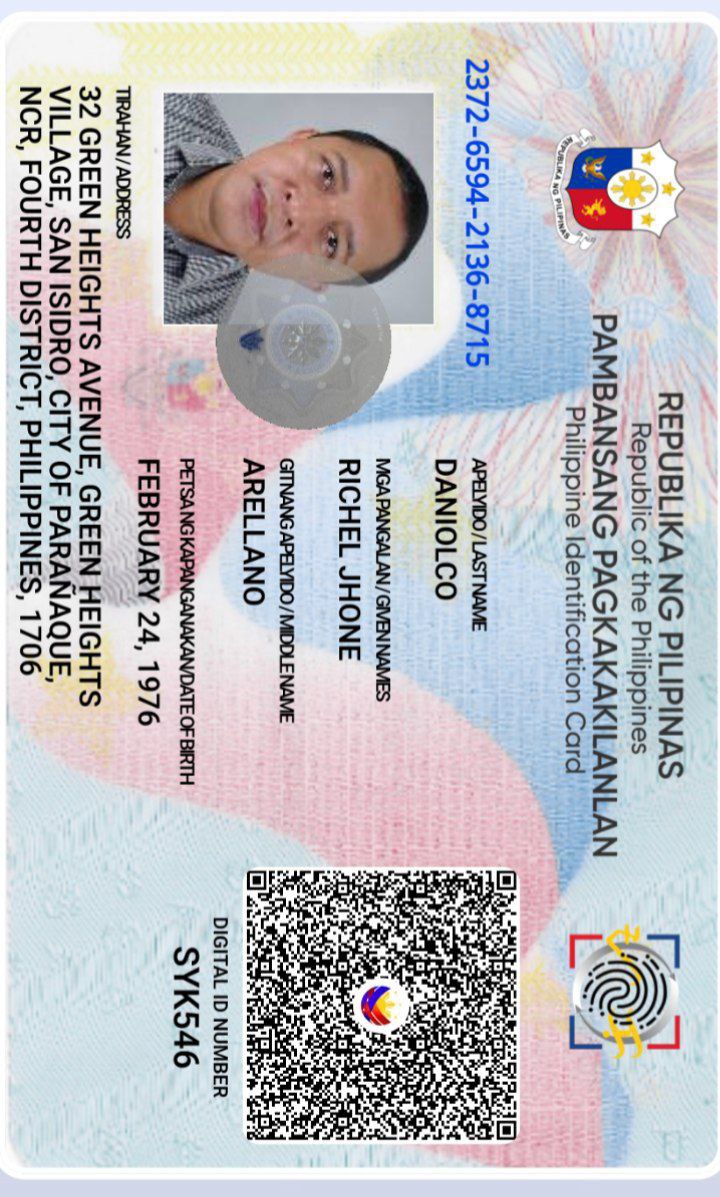 REPUBLIKA NG PILIPINAS
Republic of the Philippines
PAMBANSANG PAGKAKAKILANLAN
Philippine Identification Card
REPUBLIKA NG PILIPINAS
2372-6594-2136-8715
APELYIDO / LAST NAME
DANIOLCO
MGA PANGALAN / GIVEN NAMES
RICHEL JHONE
GITNANG APELYIDO / MIDDLE NAME
ARELLANO
PETSA NG KAPANGANAKAN/DATE OF BIRTH
FEBRUARY 24, 1976
TIRAHAN / ADDRESS
32 GREEN HEIGHTS AVENUE, GREEN HEIGHTS
VILLAGE, SAN ISIDRO, CITY OF PARAÑAQUE,
NCR, FOURTH DISTRICT, PHILIPPINES, 1706
DIGITAL ID NUMBER
SYK546